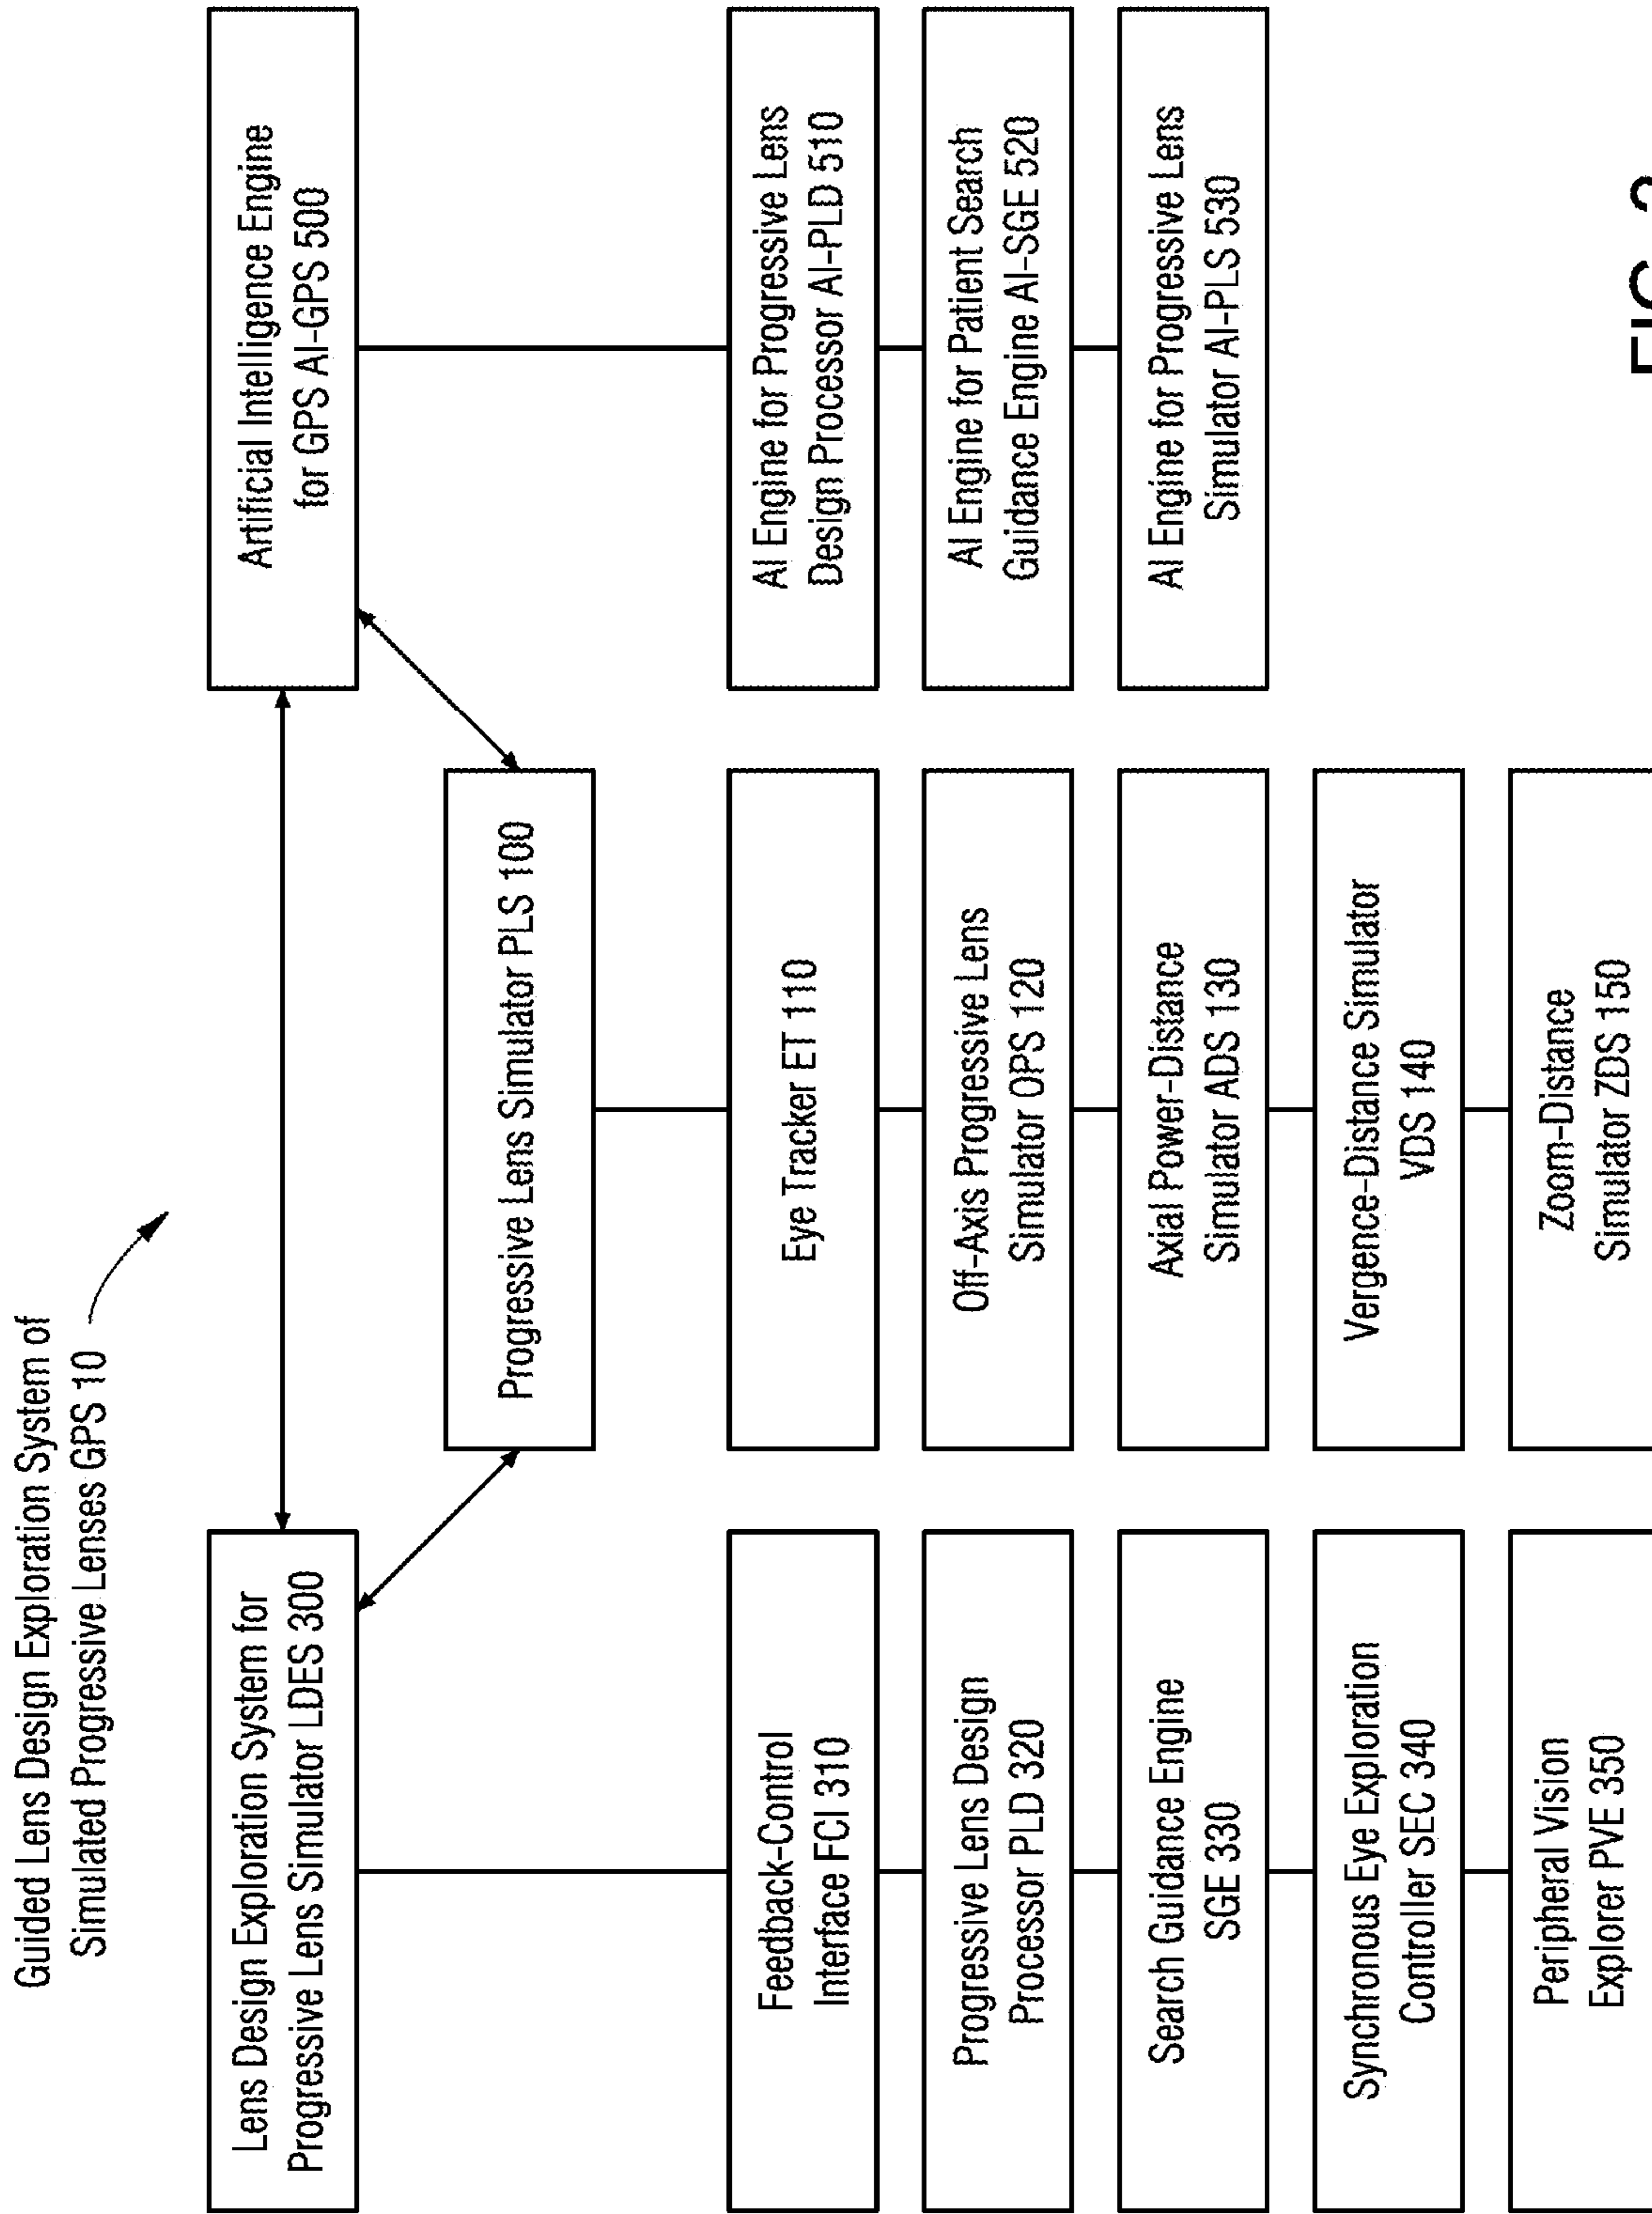 Guided Lens Design Exploration System of
Simulated Progressive Lenses GPS 10
Lens Design Exploration System for
Progressive Lens Simulator LDES 300
Artificial Intelligence Engine
for GPS AI-GPS 500
Progressive Lens Simulator PLS 100
Feedback-Control
Interface FCI 310
Progressive Lens Design
Processor PLD 320
Search Guidance Engine
SGE 330
Synchronous Eye Exploration
Controller SEC 340
Peripheral Vision
Explorer PVE 350
Eye Tracker ET 110
Off-Axis Progressive Lens
Simulator OPS 120
Axial Power-Distance
Simulator ADS 130
Vergence-Distance Simulator
VDS 140
Zoom-Distance
Simulator ZDS 150
AI Engine for Progressive Lens
Design Processor AI-PLD 510
AI Engine for Patient Search
Guidance Engine AI-SGE 520
AI Engine for Progressive Lens
Simulator AI-PLS 530
FIG.